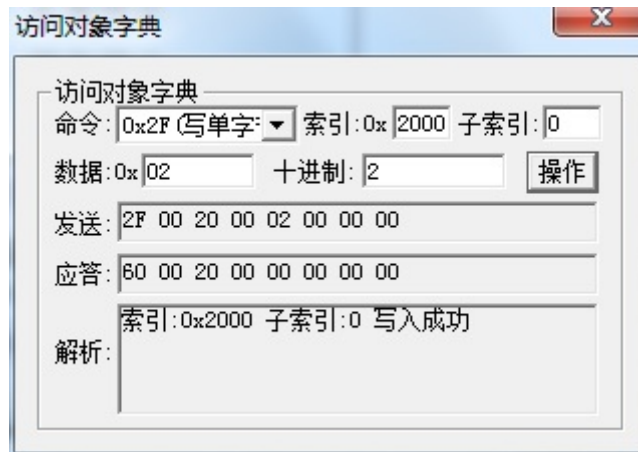 访问对象字典
访问对象字典
命令: 0x2F (写单字 索引:0x 2000 子索引: 0
数据:0x 02 十进制: 2 操作
发送: 2F 00 20 00 02 00 00 00
应答: 60 00 20 00 00 00 00 00
索引:0x2000 子索引:0 写入成功
解析: